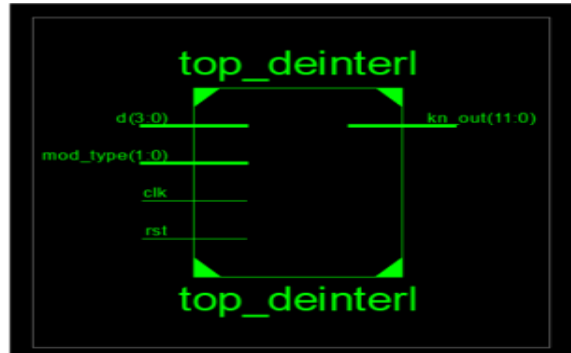 top_deinterl
d(3:0)
kn_out(11:0)
mod_type(1:0)
clk
rst
top_deinterl